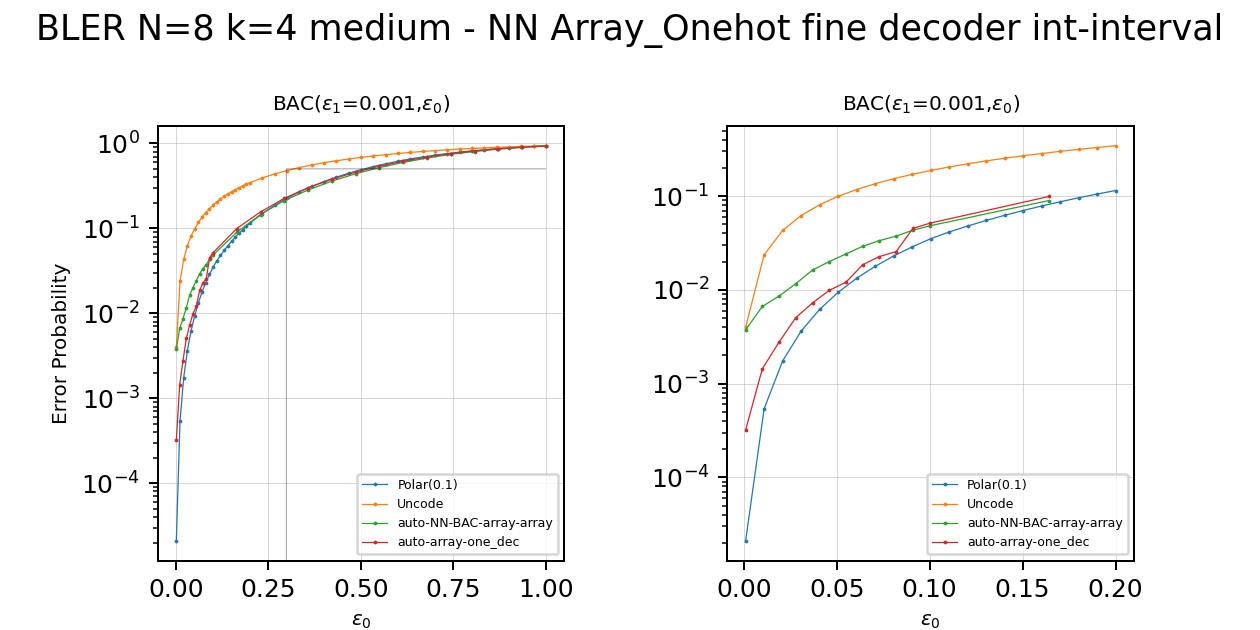 BLER N=8 k=4 medium - NN Array_Onehot fine decoder int-interval
BAC(ε₁=0.001,ε₀)
Error Probability
10⁰
10⁻¹
10⁻²
10⁻³
10⁻⁴
0.00 0.25 0.50 0.75 1.00
ε₀
Polar(0.1)
Uncode
auto-NN-BAC-array-array
auto-array-one_dec
BAC(ε₁=0.001,ε₀)
10⁻¹
10⁻²
10⁻³
10⁻⁴
0.00 0.05 0.10 0.15 0.20
ε₀
Polar(0.1)
Uncode
auto-NN-BAC-array-array
auto-array-one_dec